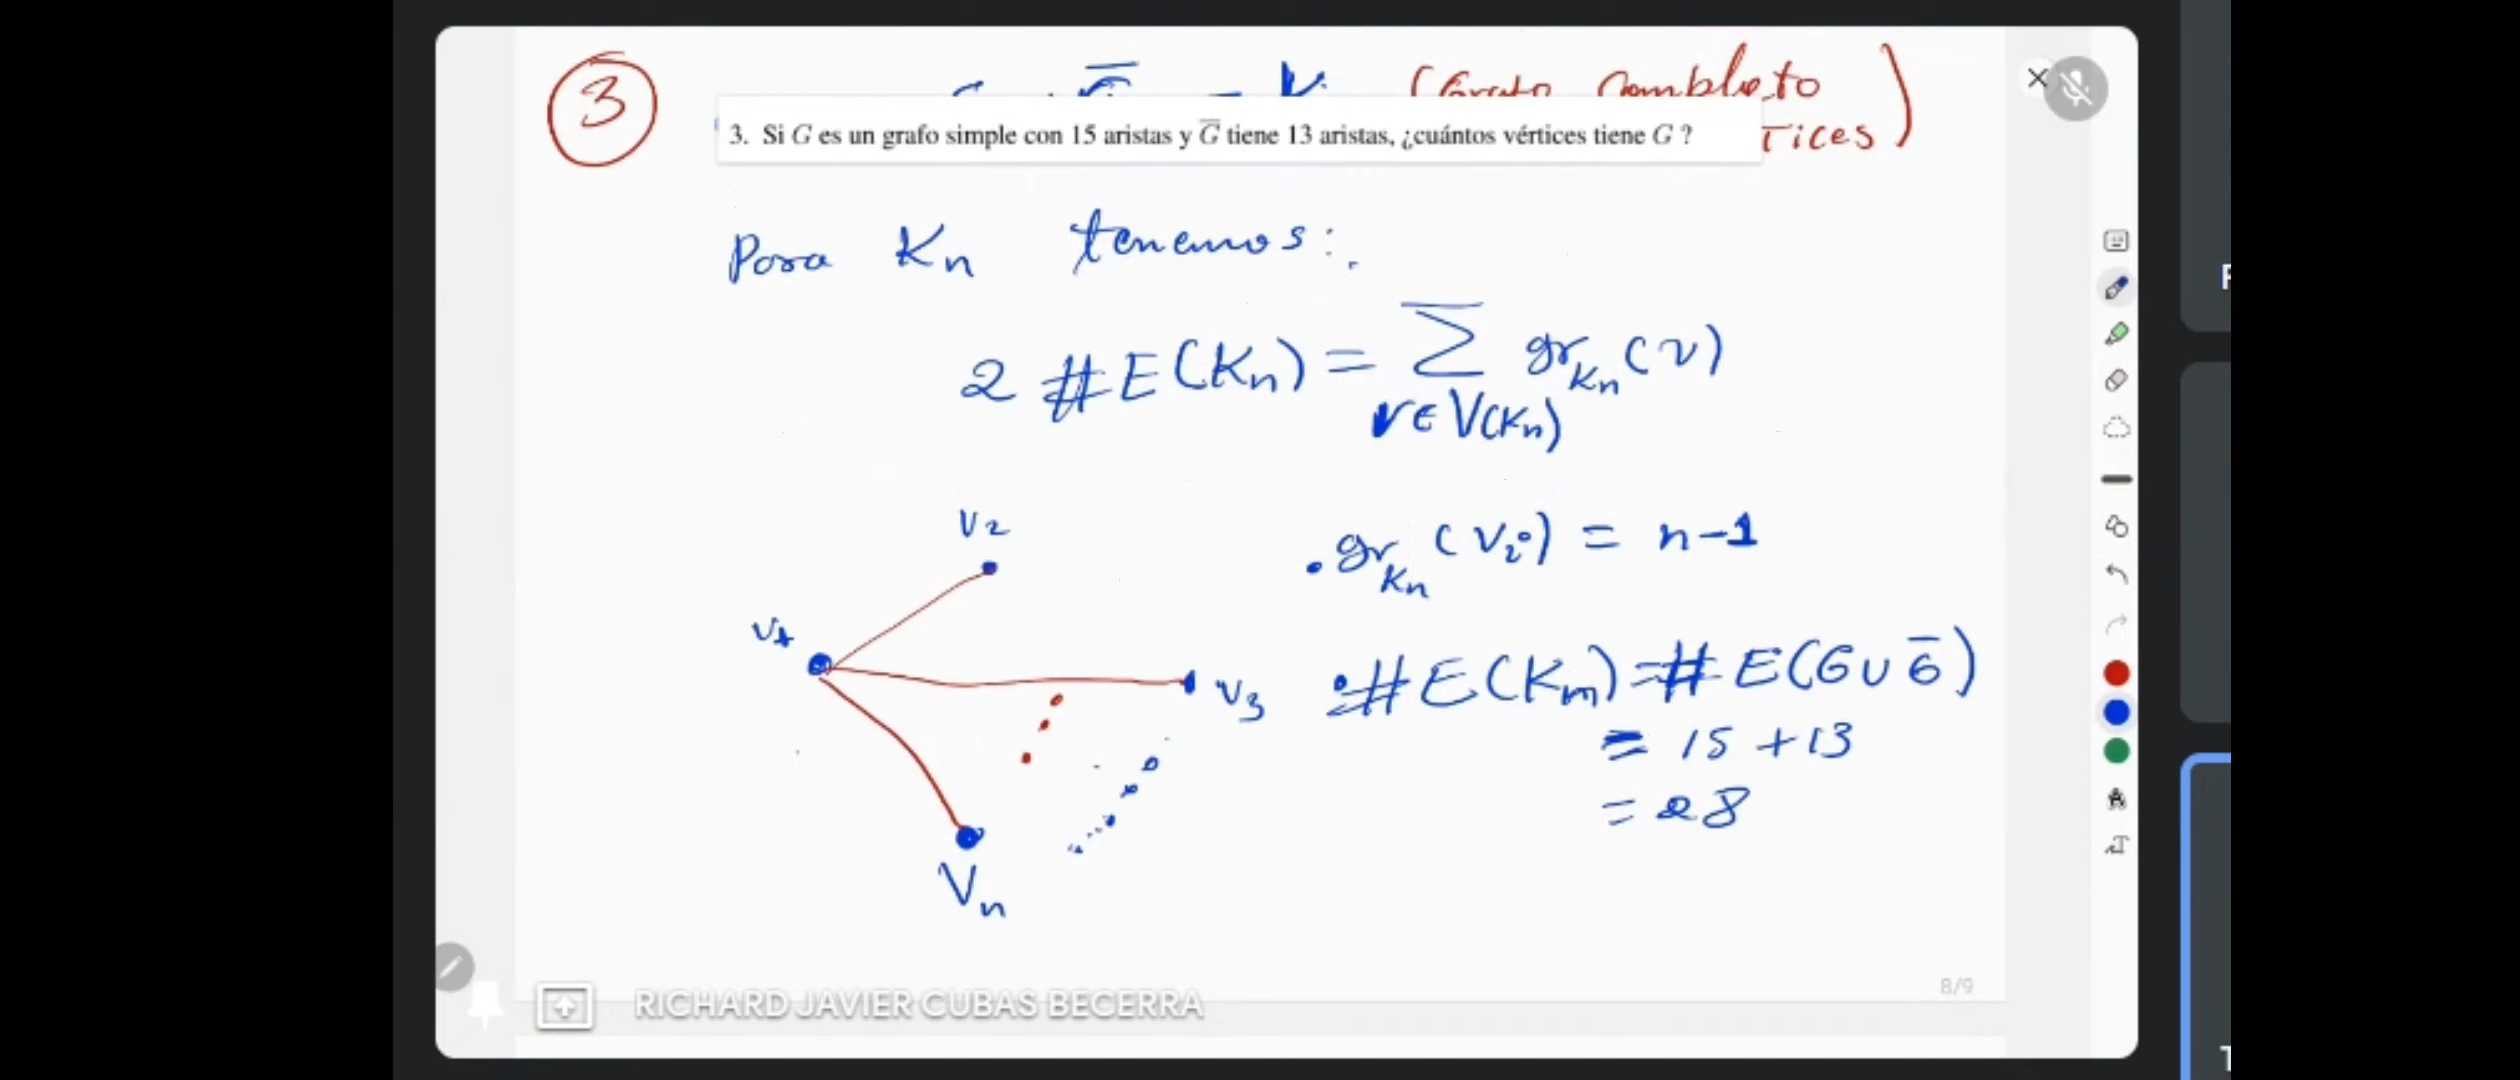 3
(Grafo Completo
3. Si G es un grafo simple con 15 aristas y G̅ tiene 13 aristas, ¿cuántos vértices tiene G ?
Para Kn tenemos:
2 #E(Kn) = Σ gr_Kn (v)
v∈V(Kn)
V2
.gr_Kn (Vi) = n-1
V1
V3
#E(Kn) = #E(G∪G̅)
= 15 + 13
= 28
Vn
8/9
RICHARD JAVIER CUBAS BECERRA